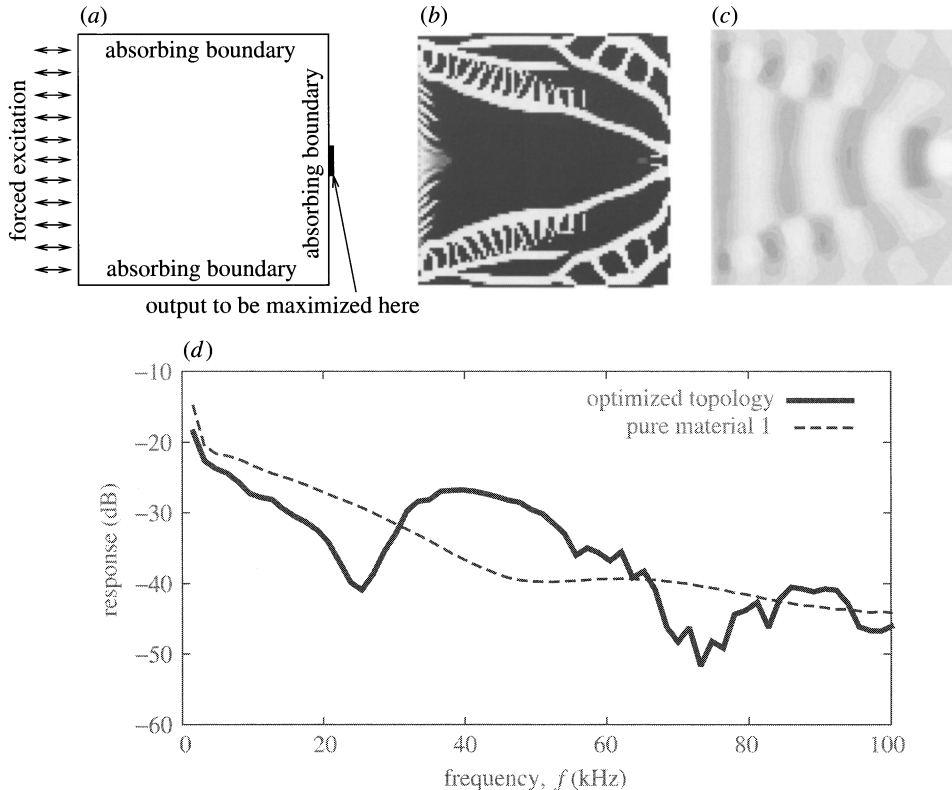 (a)
(b)
(c)
absorbing boundary
forced excitation
absorbing boundary
absorbing boundary
output to be maximized here
(d)
−10
−20
−30
−40
−50
−60
response (dB)
optimized topology
pure material 1
0
20
40
60
80
100
frequency, f (kHz)